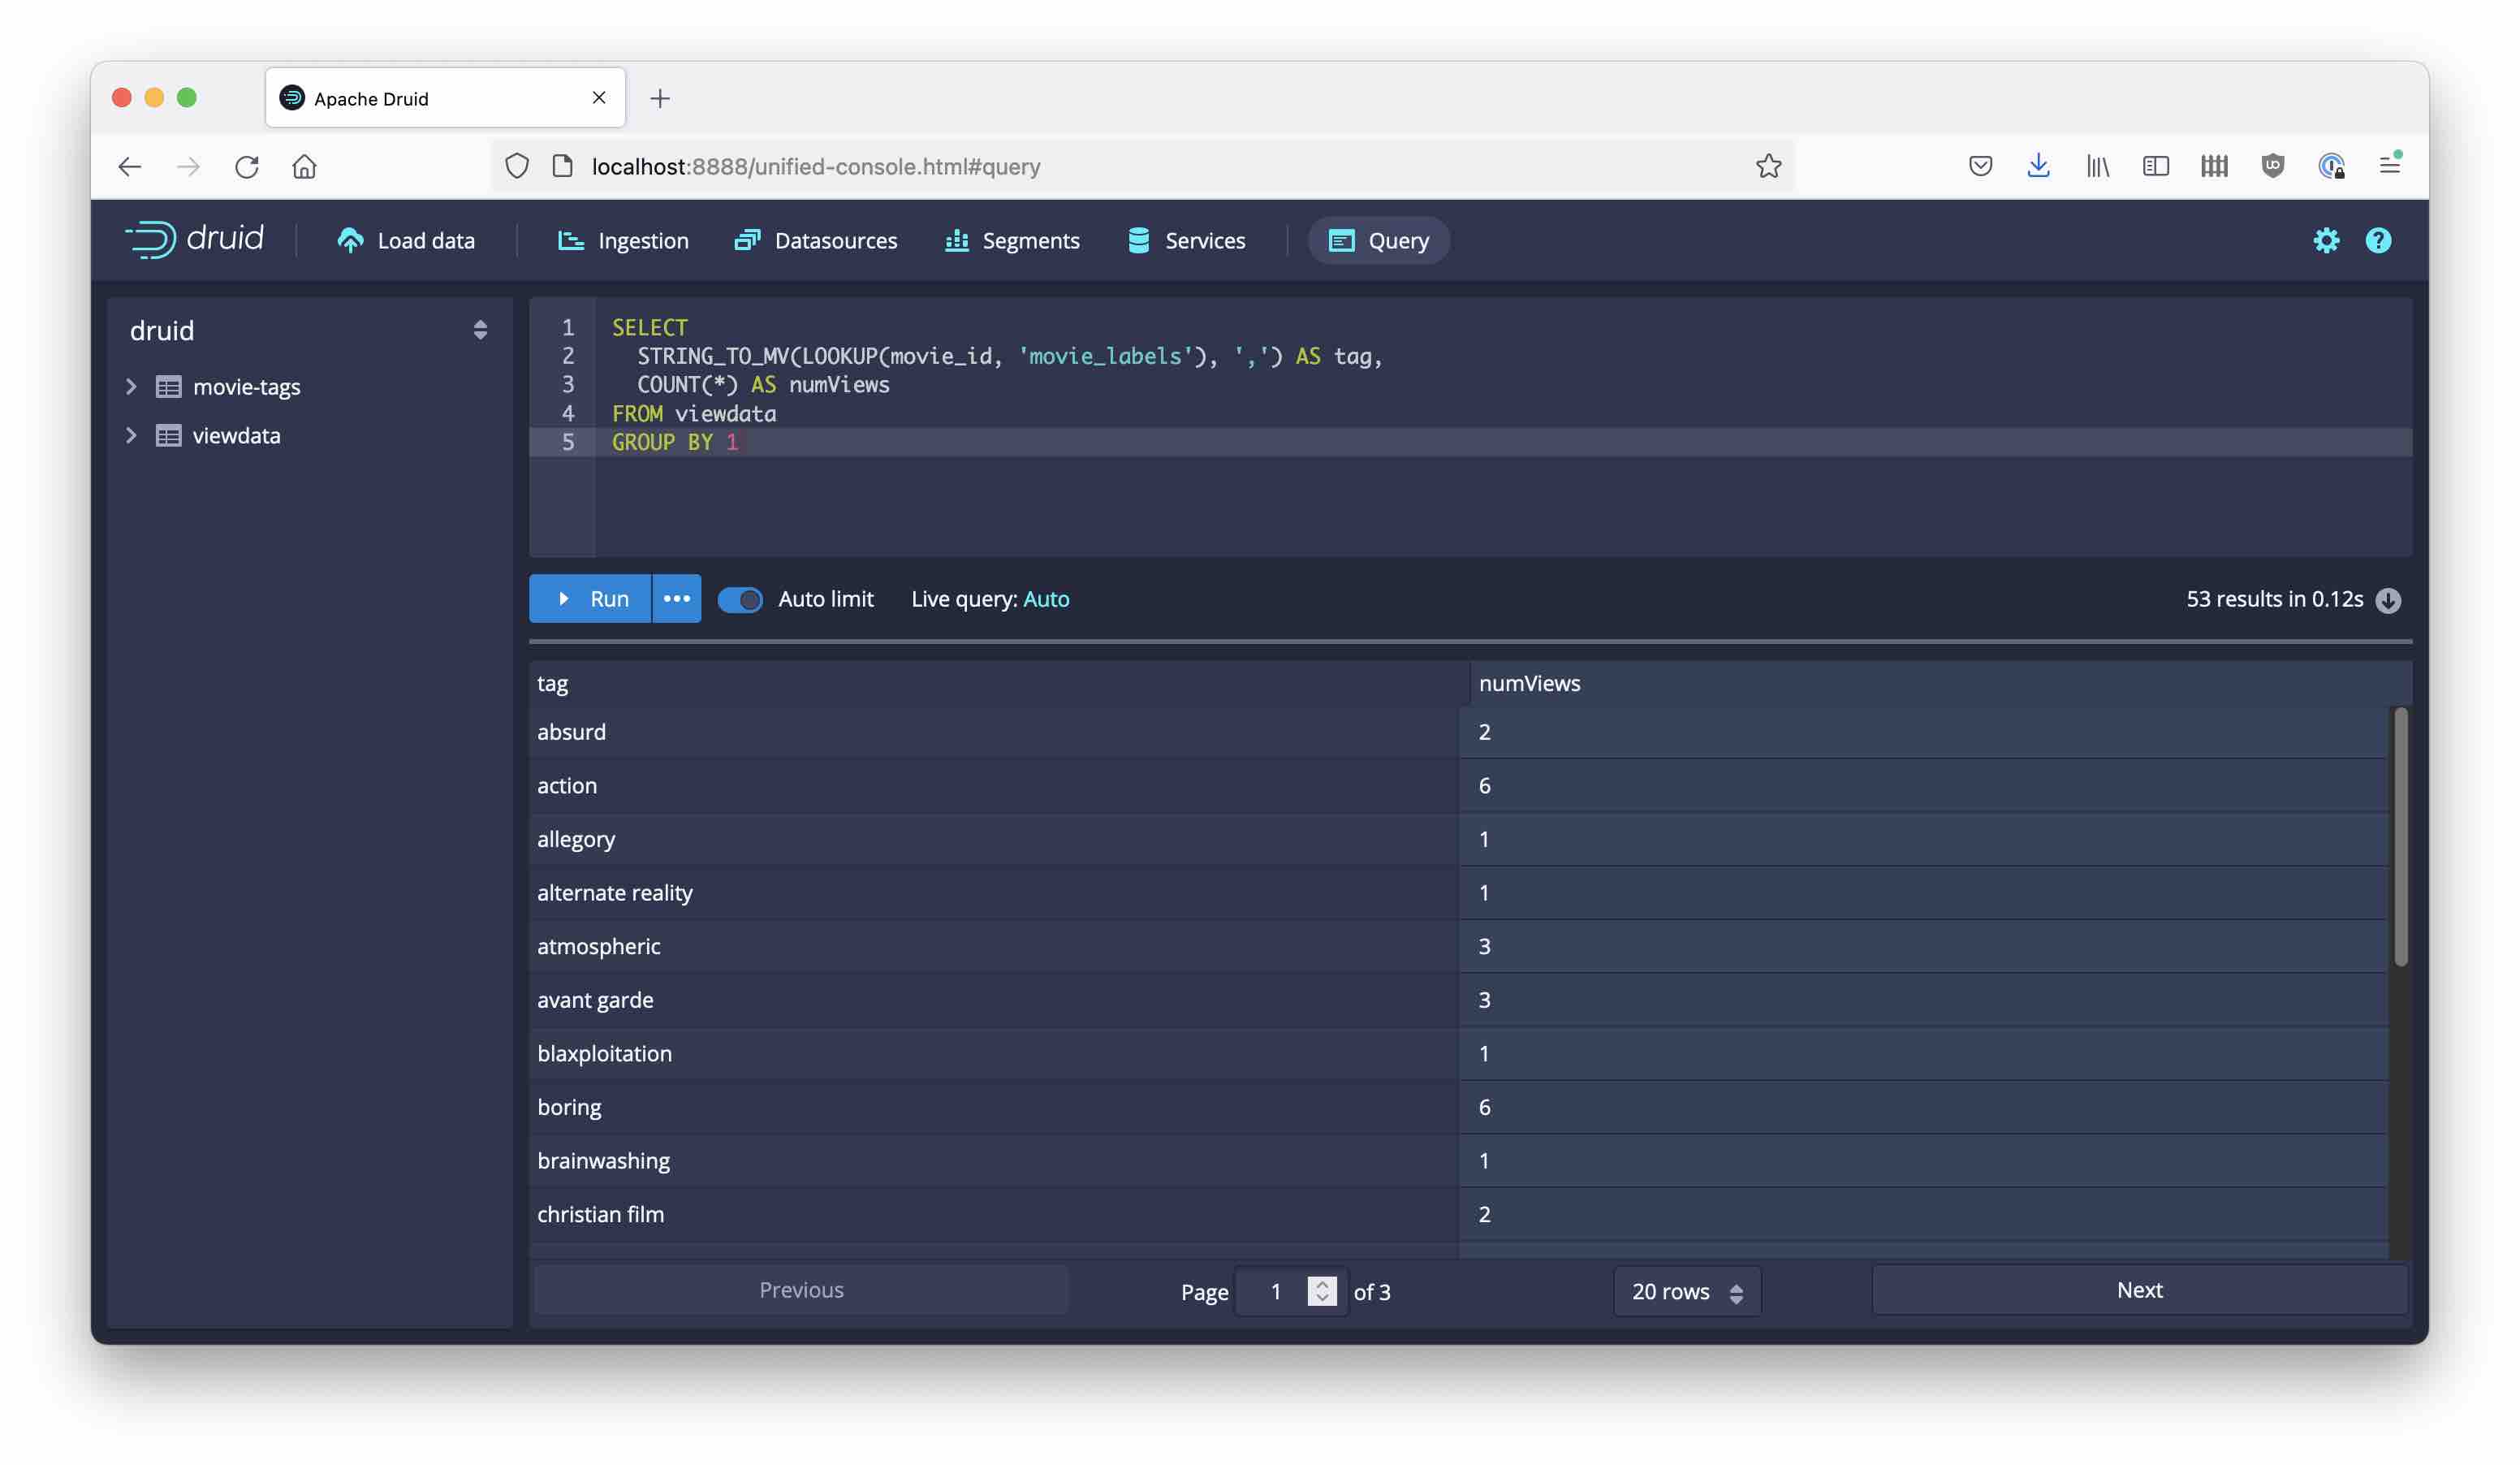 Apache Druid
localhost:8888/unified-console.html#query
druid
Load data
Ingestion
Datasources
Segments
Services
Query
druid
movie-tags
viewdata
1 SELECT
2 STRING_TO_MV(LOOKUP(movie_id, 'movie_labels'), ',') AS tag,
3 COUNT(*) AS numViews
4 FROM viewdata
5 GROUP BY 1
Run
Auto limit
Live query: Auto
53 results in 0.12s
tag numViews
absurd 2
action 6
allegory 1
alternate reality 1
atmospheric 3
avant garde 3
blaxploitation 1
boring 6
brainwashing 1
christian film 2
Previous
Page 1 of 3
20 rows
Next